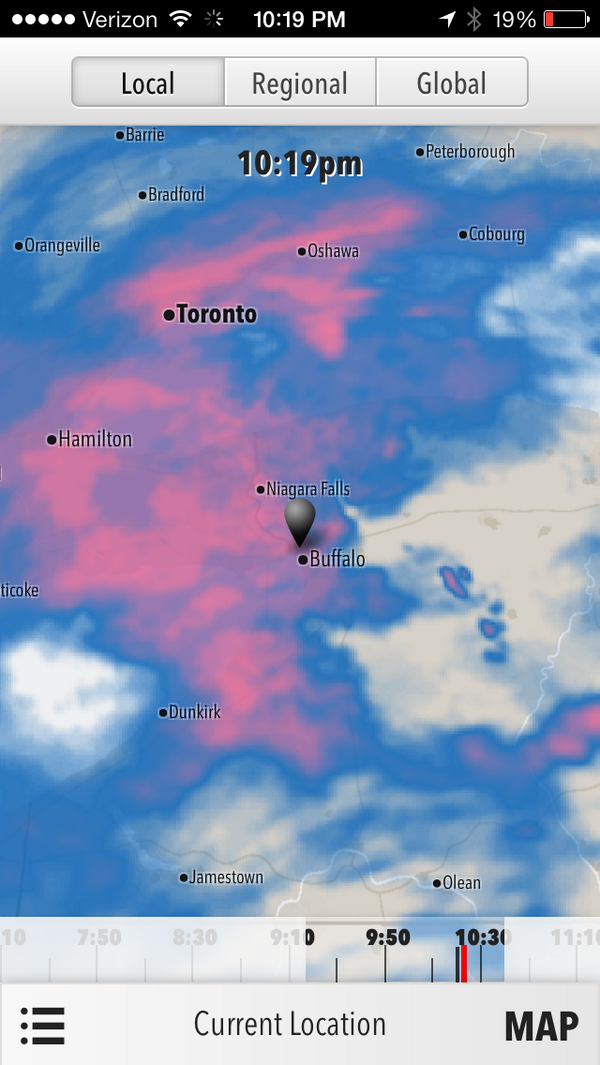 Verizon 10:19 PM 19%
Local Regional Global
Barrie
10:19pm
Peterborough
Bradford
Cobourg
Orangeville
Oshawa
Toronto
Hamilton
Niagara Falls
Buffalo
ticoke
Dunkirk
Jamestown
Olean
10 7:50 8:30 9:10 9:50 10:30 11:10
Current Location MAP